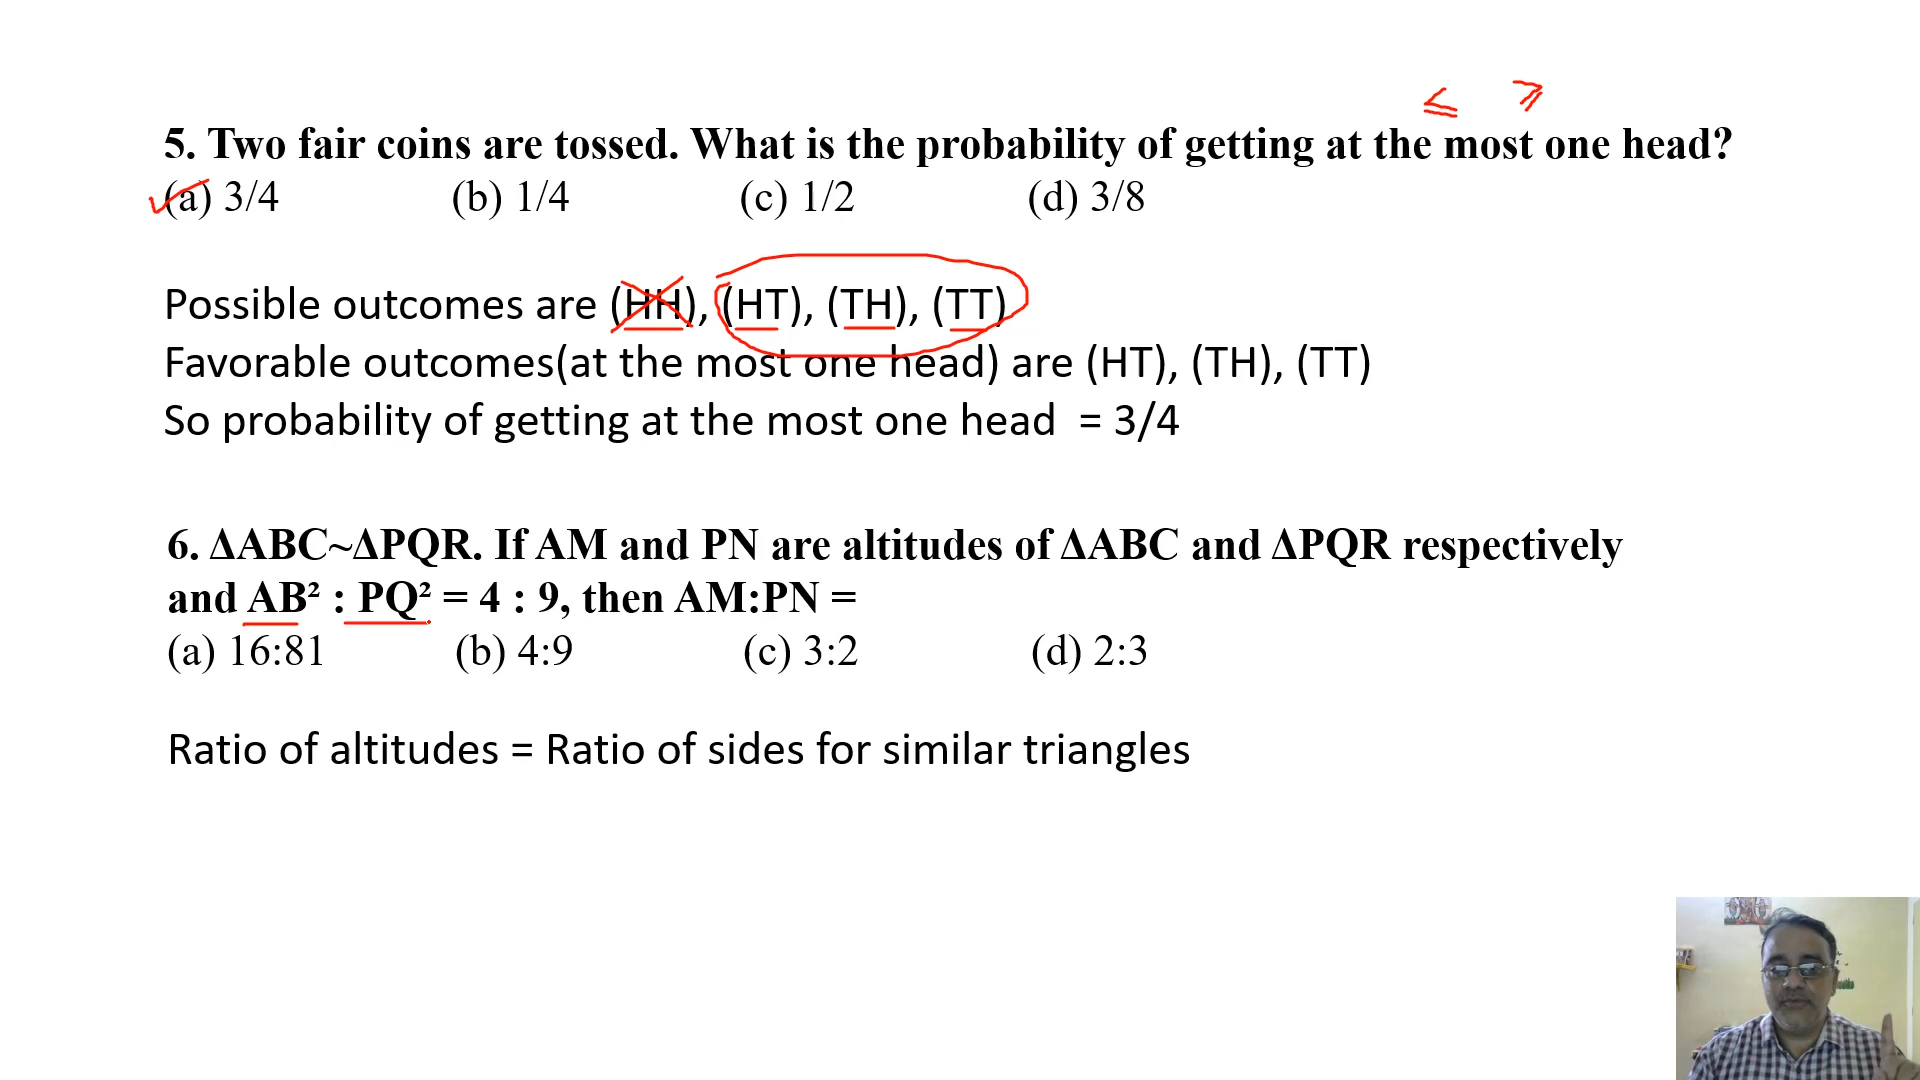 ≤ ≥
5. Two fair coins are tossed. What is the probability of getting at the most one head?
(a) 3/4 (b) 1/4 (c) 1/2 (d) 3/8
Possible outcomes are (HH), (HT), (TH), (TT)
Favorable outcomes(at the most one head) are (HT), (TH), (TT)
So probability of getting at the most one head = 3/4
6. ΔABC~ΔPQR. If AM and PN are altitudes of ΔABC and ΔPQR respectively
and AB² : PQ² = 4 : 9, then AM:PN =
(a) 16:81 (b) 4:9 (c) 3:2 (d) 2:3
Ratio of altitudes = Ratio of sides for similar triangles